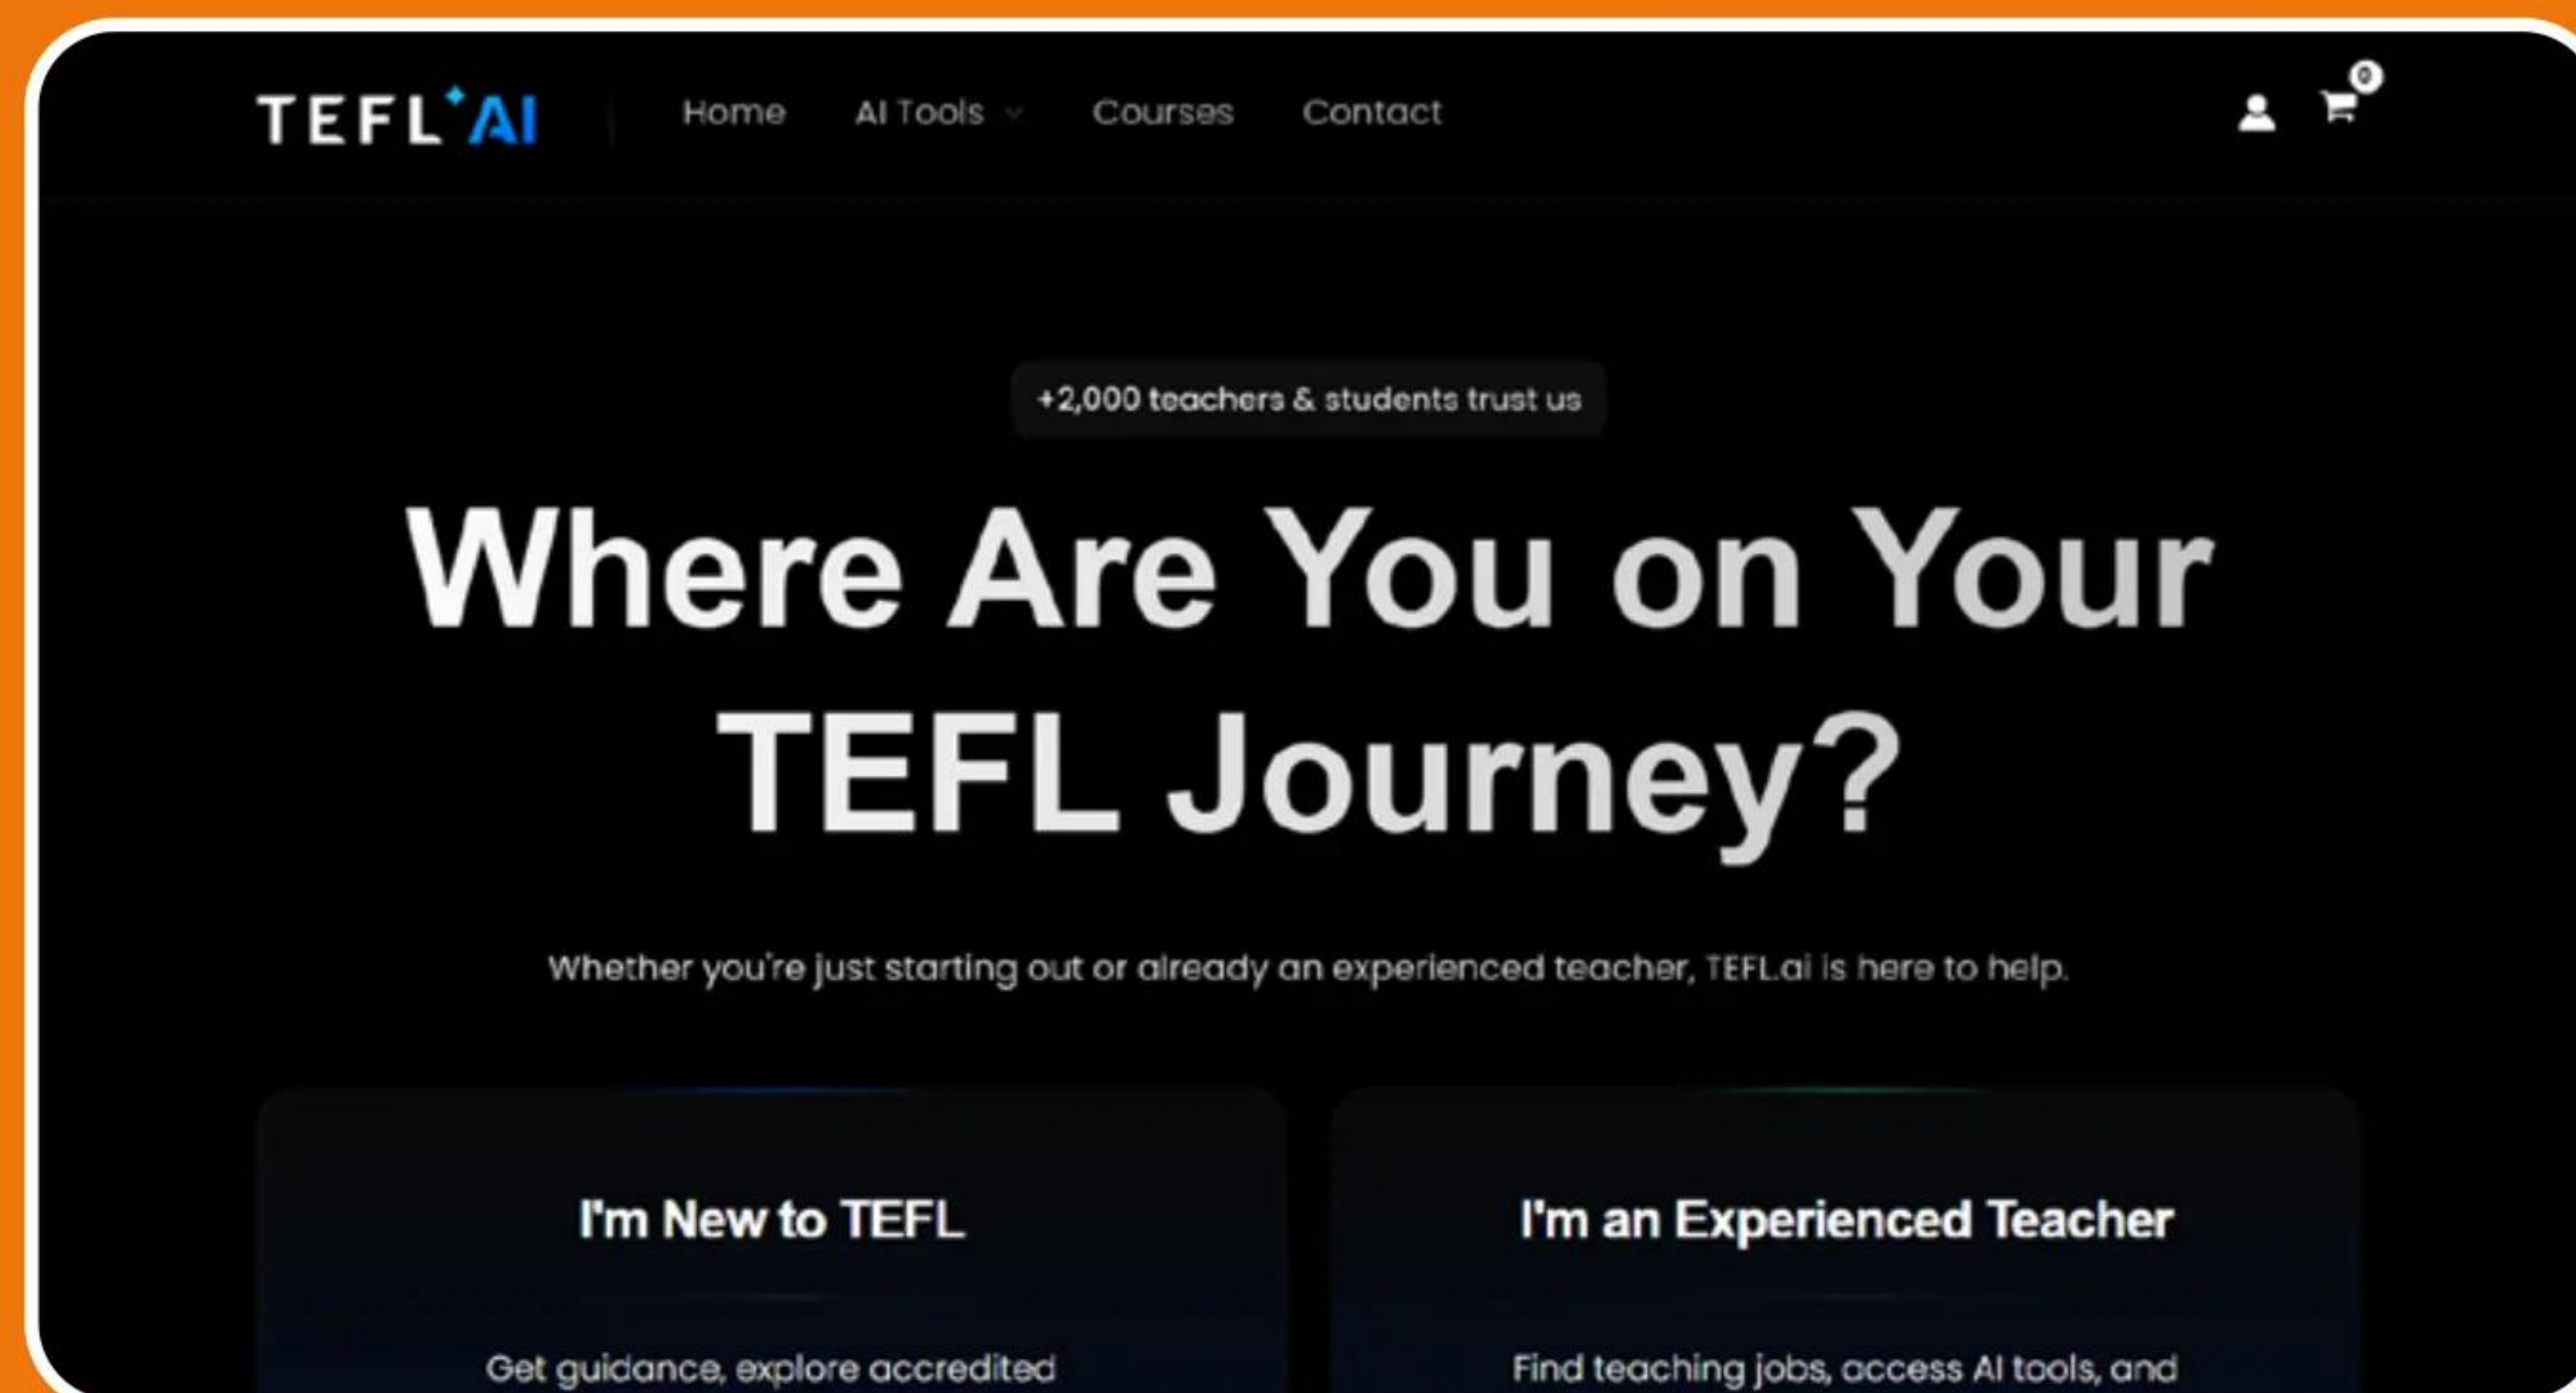 TEFL AI
Home
AI Tools
Courses
Contact
0
+2,000 teachers & students trust us
Where Are You on Your
TEFL Journey?
Whether you're just starting out or already an experienced teacher, TEFL.ai is here to help.
I'm New to TEFL
Get guidance, explore accredited
I'm an Experienced Teacher
Find teaching jobs, access AI tools, and